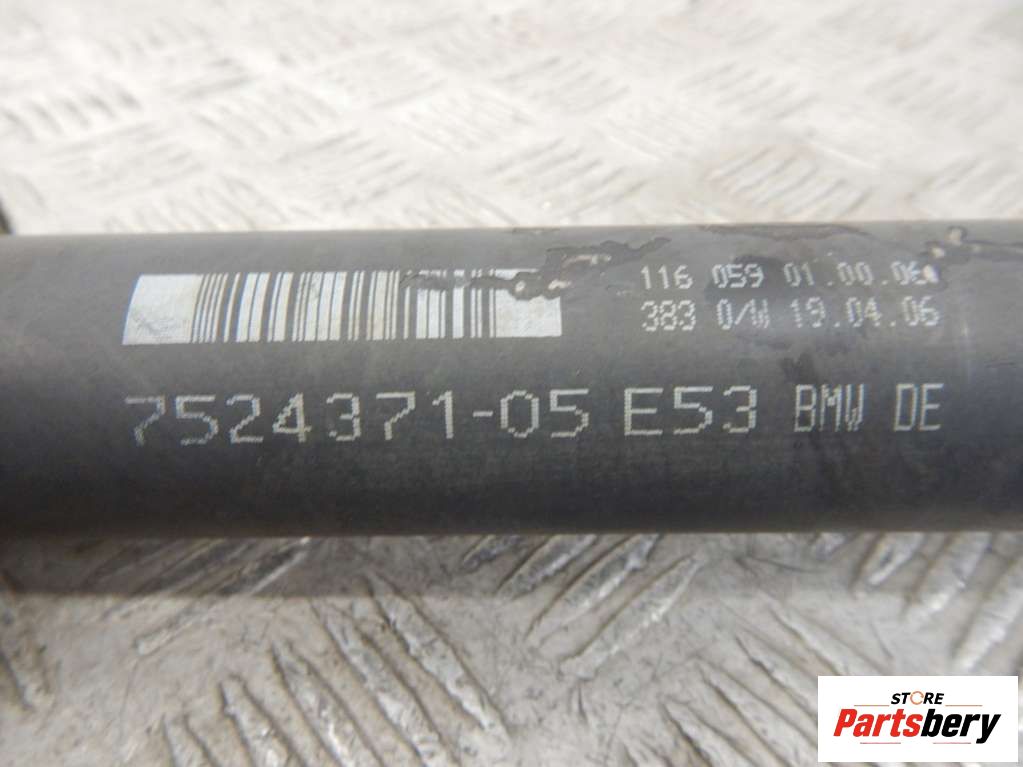 116 059 01.00.06
383 0/W 19.04.06
7524371-05 E53 BMW DE
STORE
Partsbery